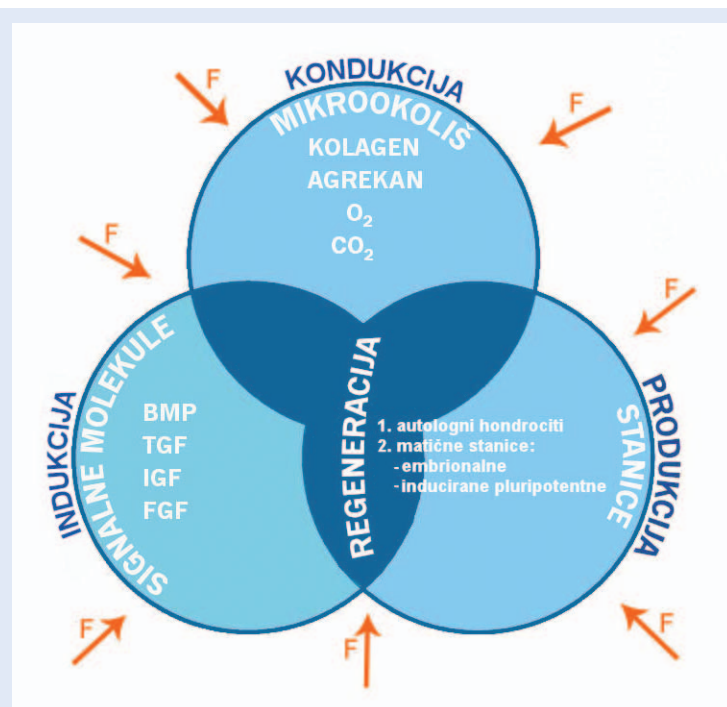 KONDUKCIJA
MIKROOKOLIŠ
KOLAGEN
AGREKAN
O₂
CO₂
F
F
F
F
INDUKCIJA
SIGNALNE MOLEKULE
BMP
TGF
IGF
FGF
REGENERACIJA
1. autologni hondrociti
2. matične stanice:
-embrionalne
-inducirane pluripotentne
STANICE
PRODUKCIJA
F
F
F